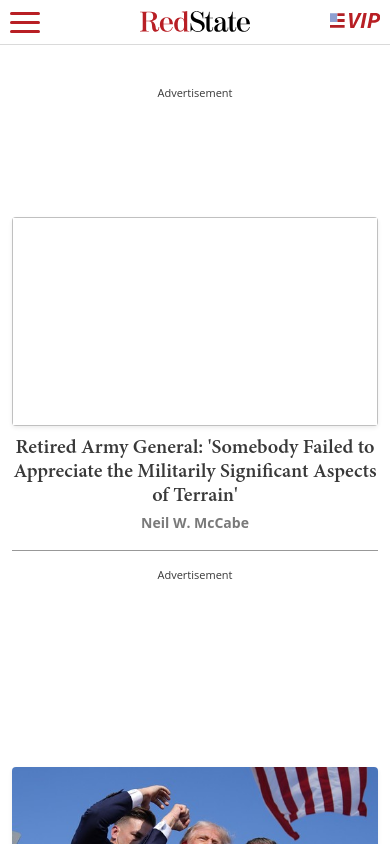 RedState
VIP
Advertisement
Retired Army General: 'Somebody Failed to
Appreciate the Militarily Significant Aspects
of Terrain'
Neil W. McCabe
Advertisement